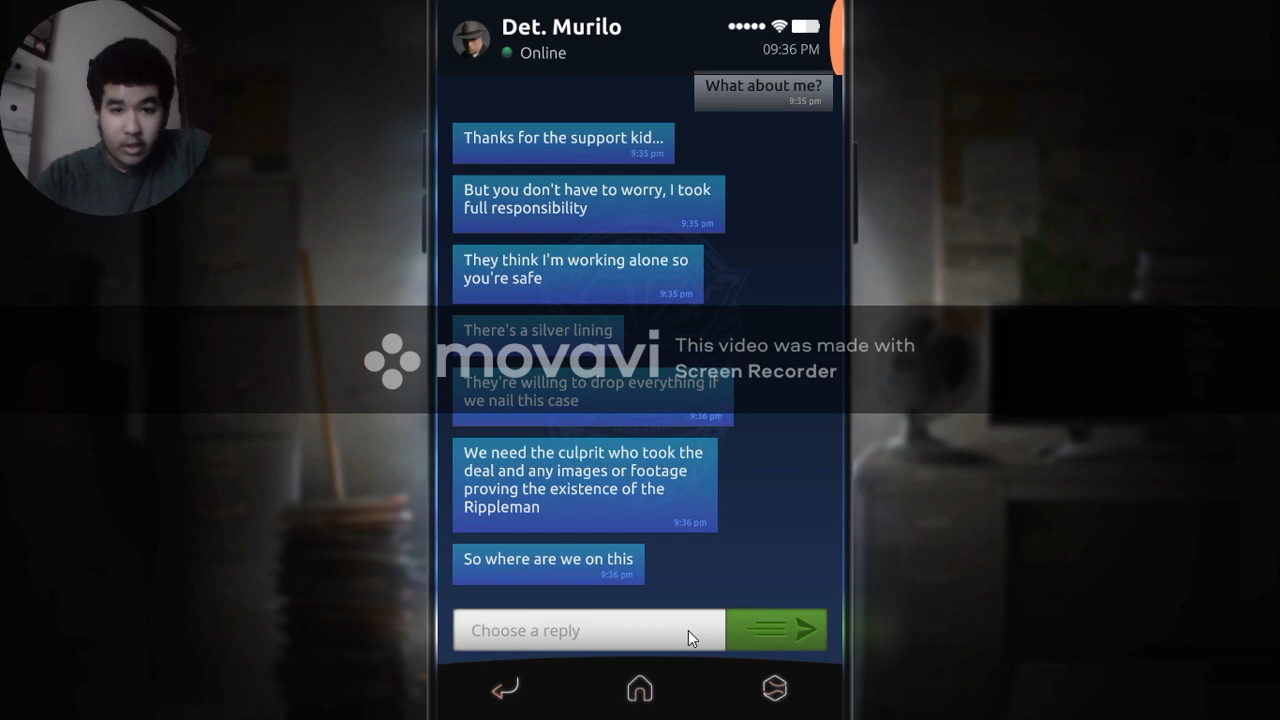 Det. Murilo
Online
09:36 PM
What about me?
9:35 pm
Thanks for the support kid...
9:35 pm
But you don't have to worry, I took
full responsibility
9:35 pm
They think I'm working alone so
you're safe
9:35 pm
There's a silver lining
movavi
This video was made with
Screen Recorder
They're willing to drop everything if
we nail this case
9:36 pm
We need the culprit who took the
deal and any images or footage
proving the existence of the
Rippleman
9:36 pm
So where are we on this
9:36 pm
Choose a reply